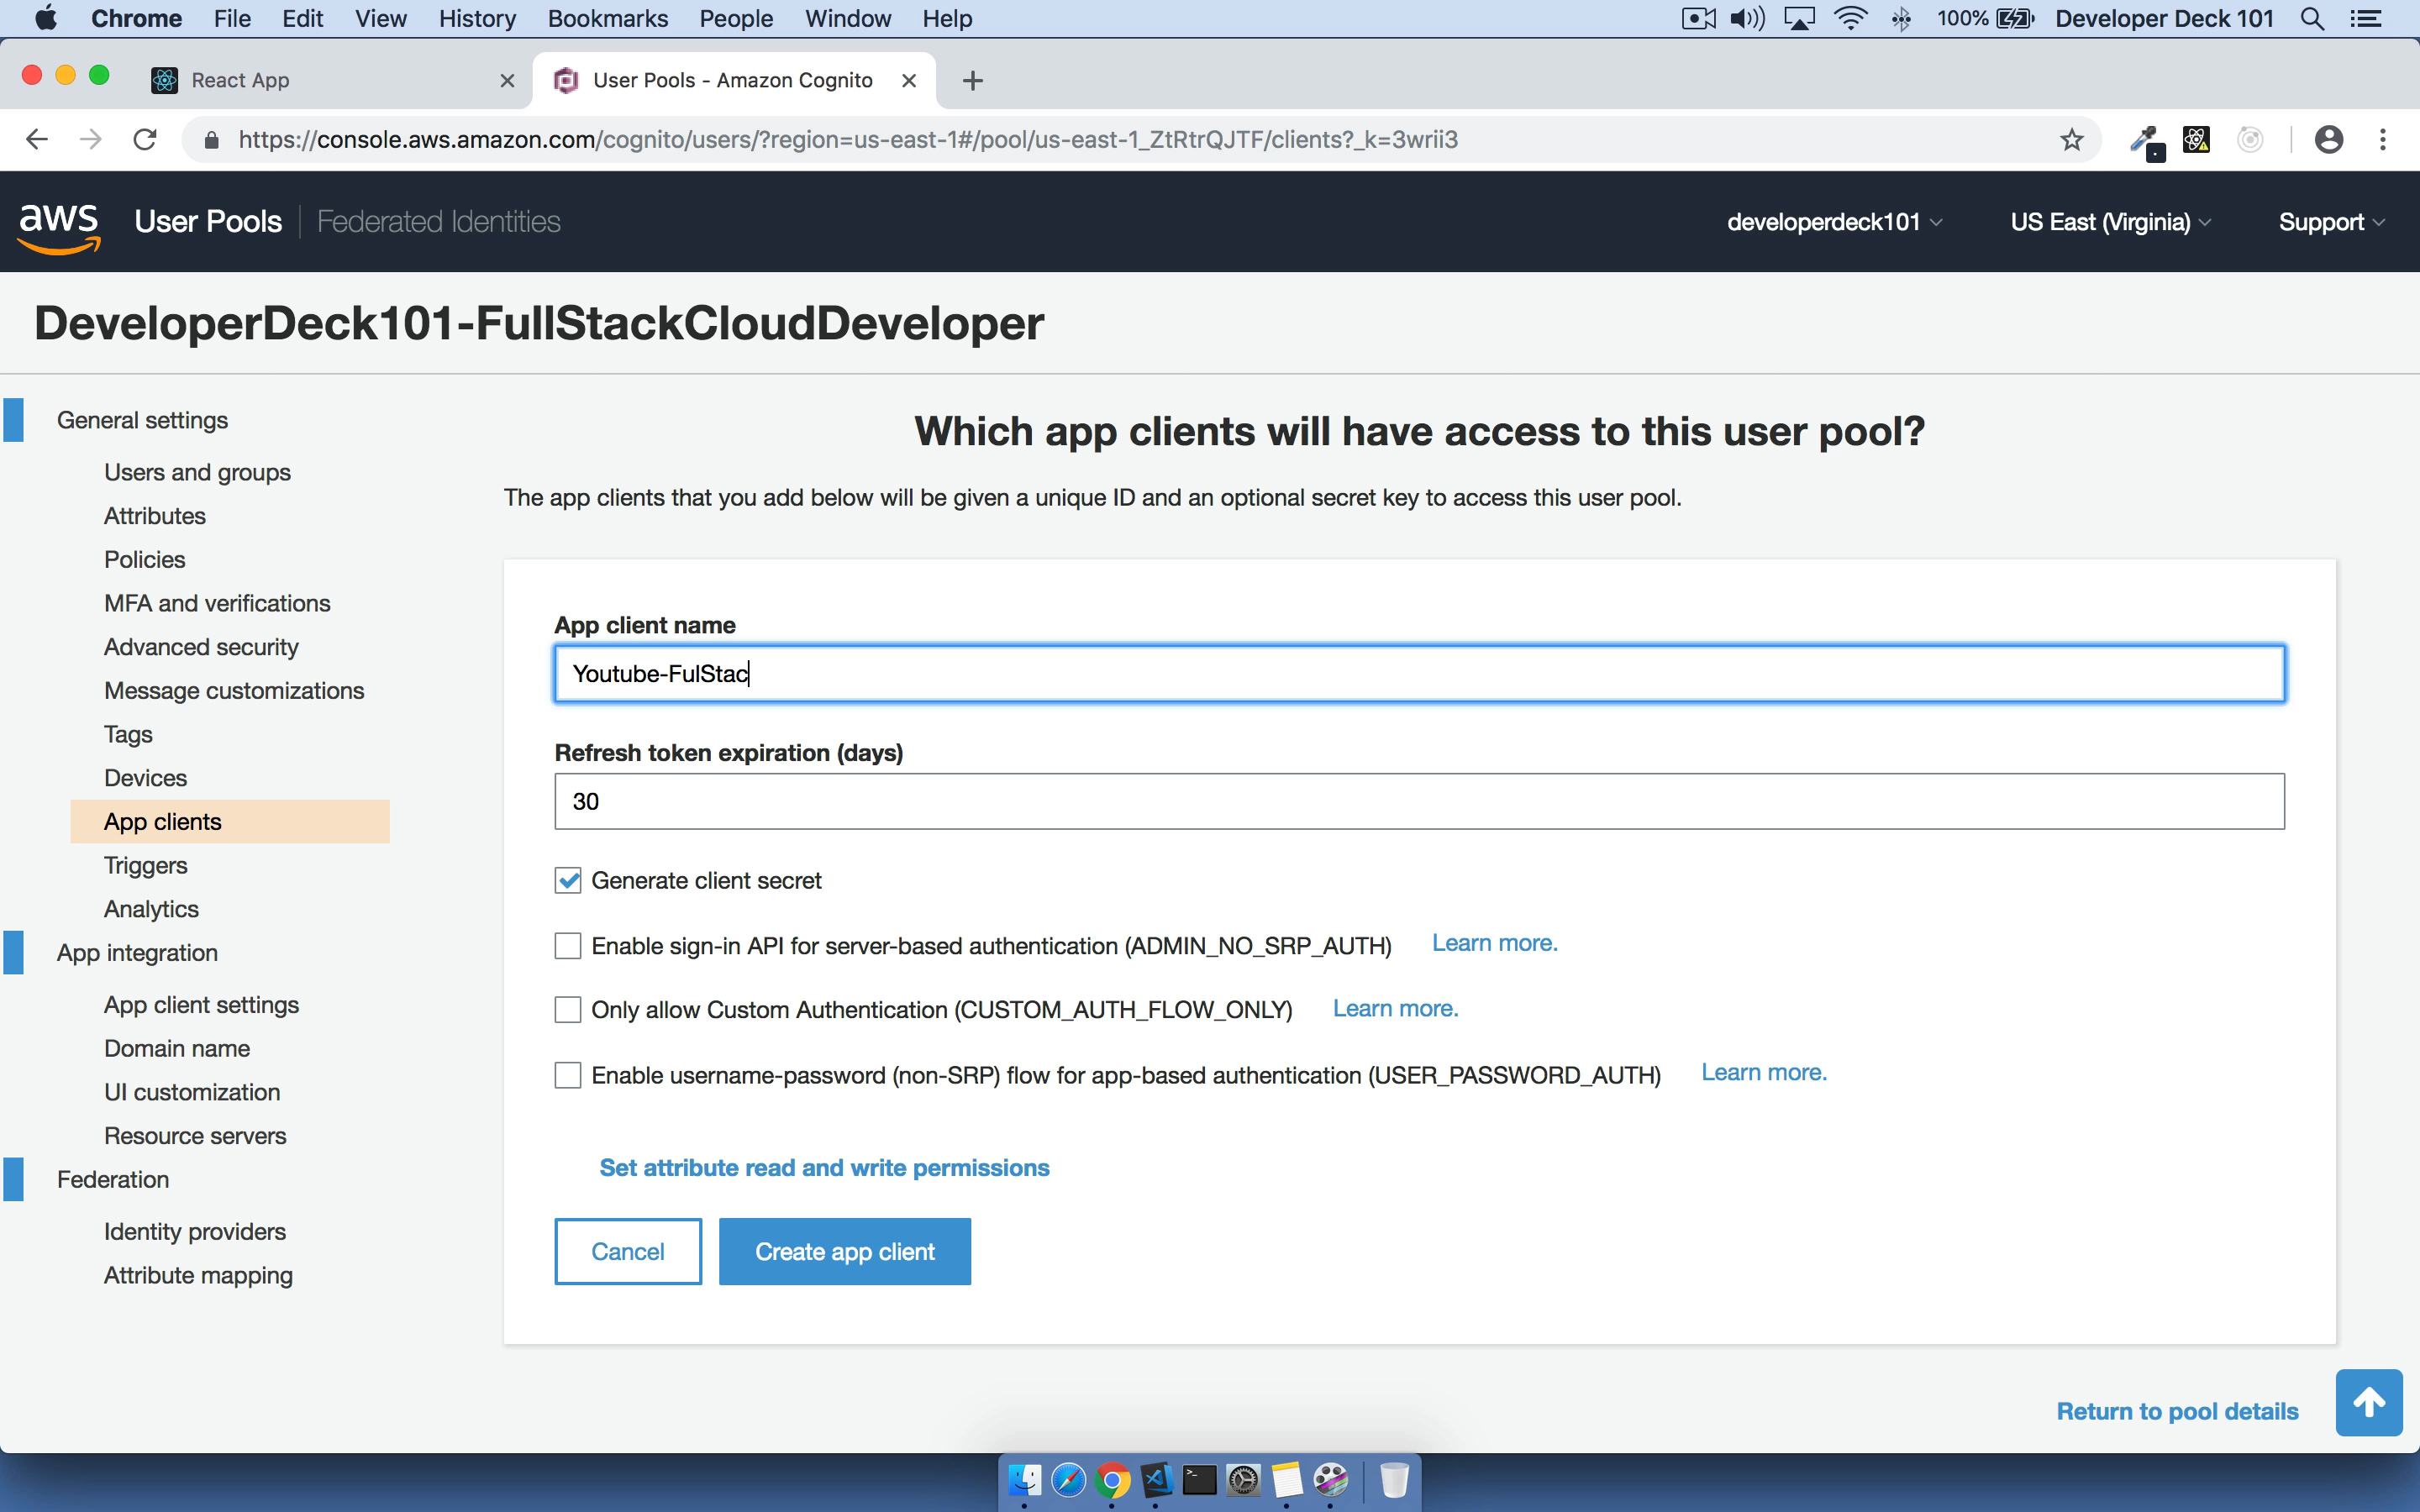 Chrome File Edit View History Bookmarks People Window Help 100% Developer Deck 101
React App User Pools - Amazon Cognito
https://console.aws.amazon.com/cognito/users/?region=us-east-1#/pool/us-east-1_ZtRtrQJTF/clients?_k=3wrii3
aws User Pools Federated Identities developerdeck101 US East (Virginia) Support
DeveloperDeck101-FullStackCloudDeveloper
General settings
Users and groups
Attributes
Policies
MFA and verifications
Advanced security
Message customizations
Tags
Devices
App clients
Triggers
Analytics
App integration
App client settings
Domain name
UI customization
Resource servers
Federation
Identity providers
Attribute mapping
Which app clients will have access to this user pool?
The app clients that you add below will be given a unique ID and an optional secret key to access this user pool.
App client name
Youtube-FulStac
Refresh token expiration (days)
30
Generate client secret
Enable sign-in API for server-based authentication (ADMIN_NO_SRP_AUTH) Learn more.
Only allow Custom Authentication (CUSTOM_AUTH_FLOW_ONLY) Learn more.
Enable username-password (non-SRP) flow for app-based authentication (USER_PASSWORD_AUTH) Learn more.
Set attribute read and write permissions
Cancel Create app client
Return to pool details